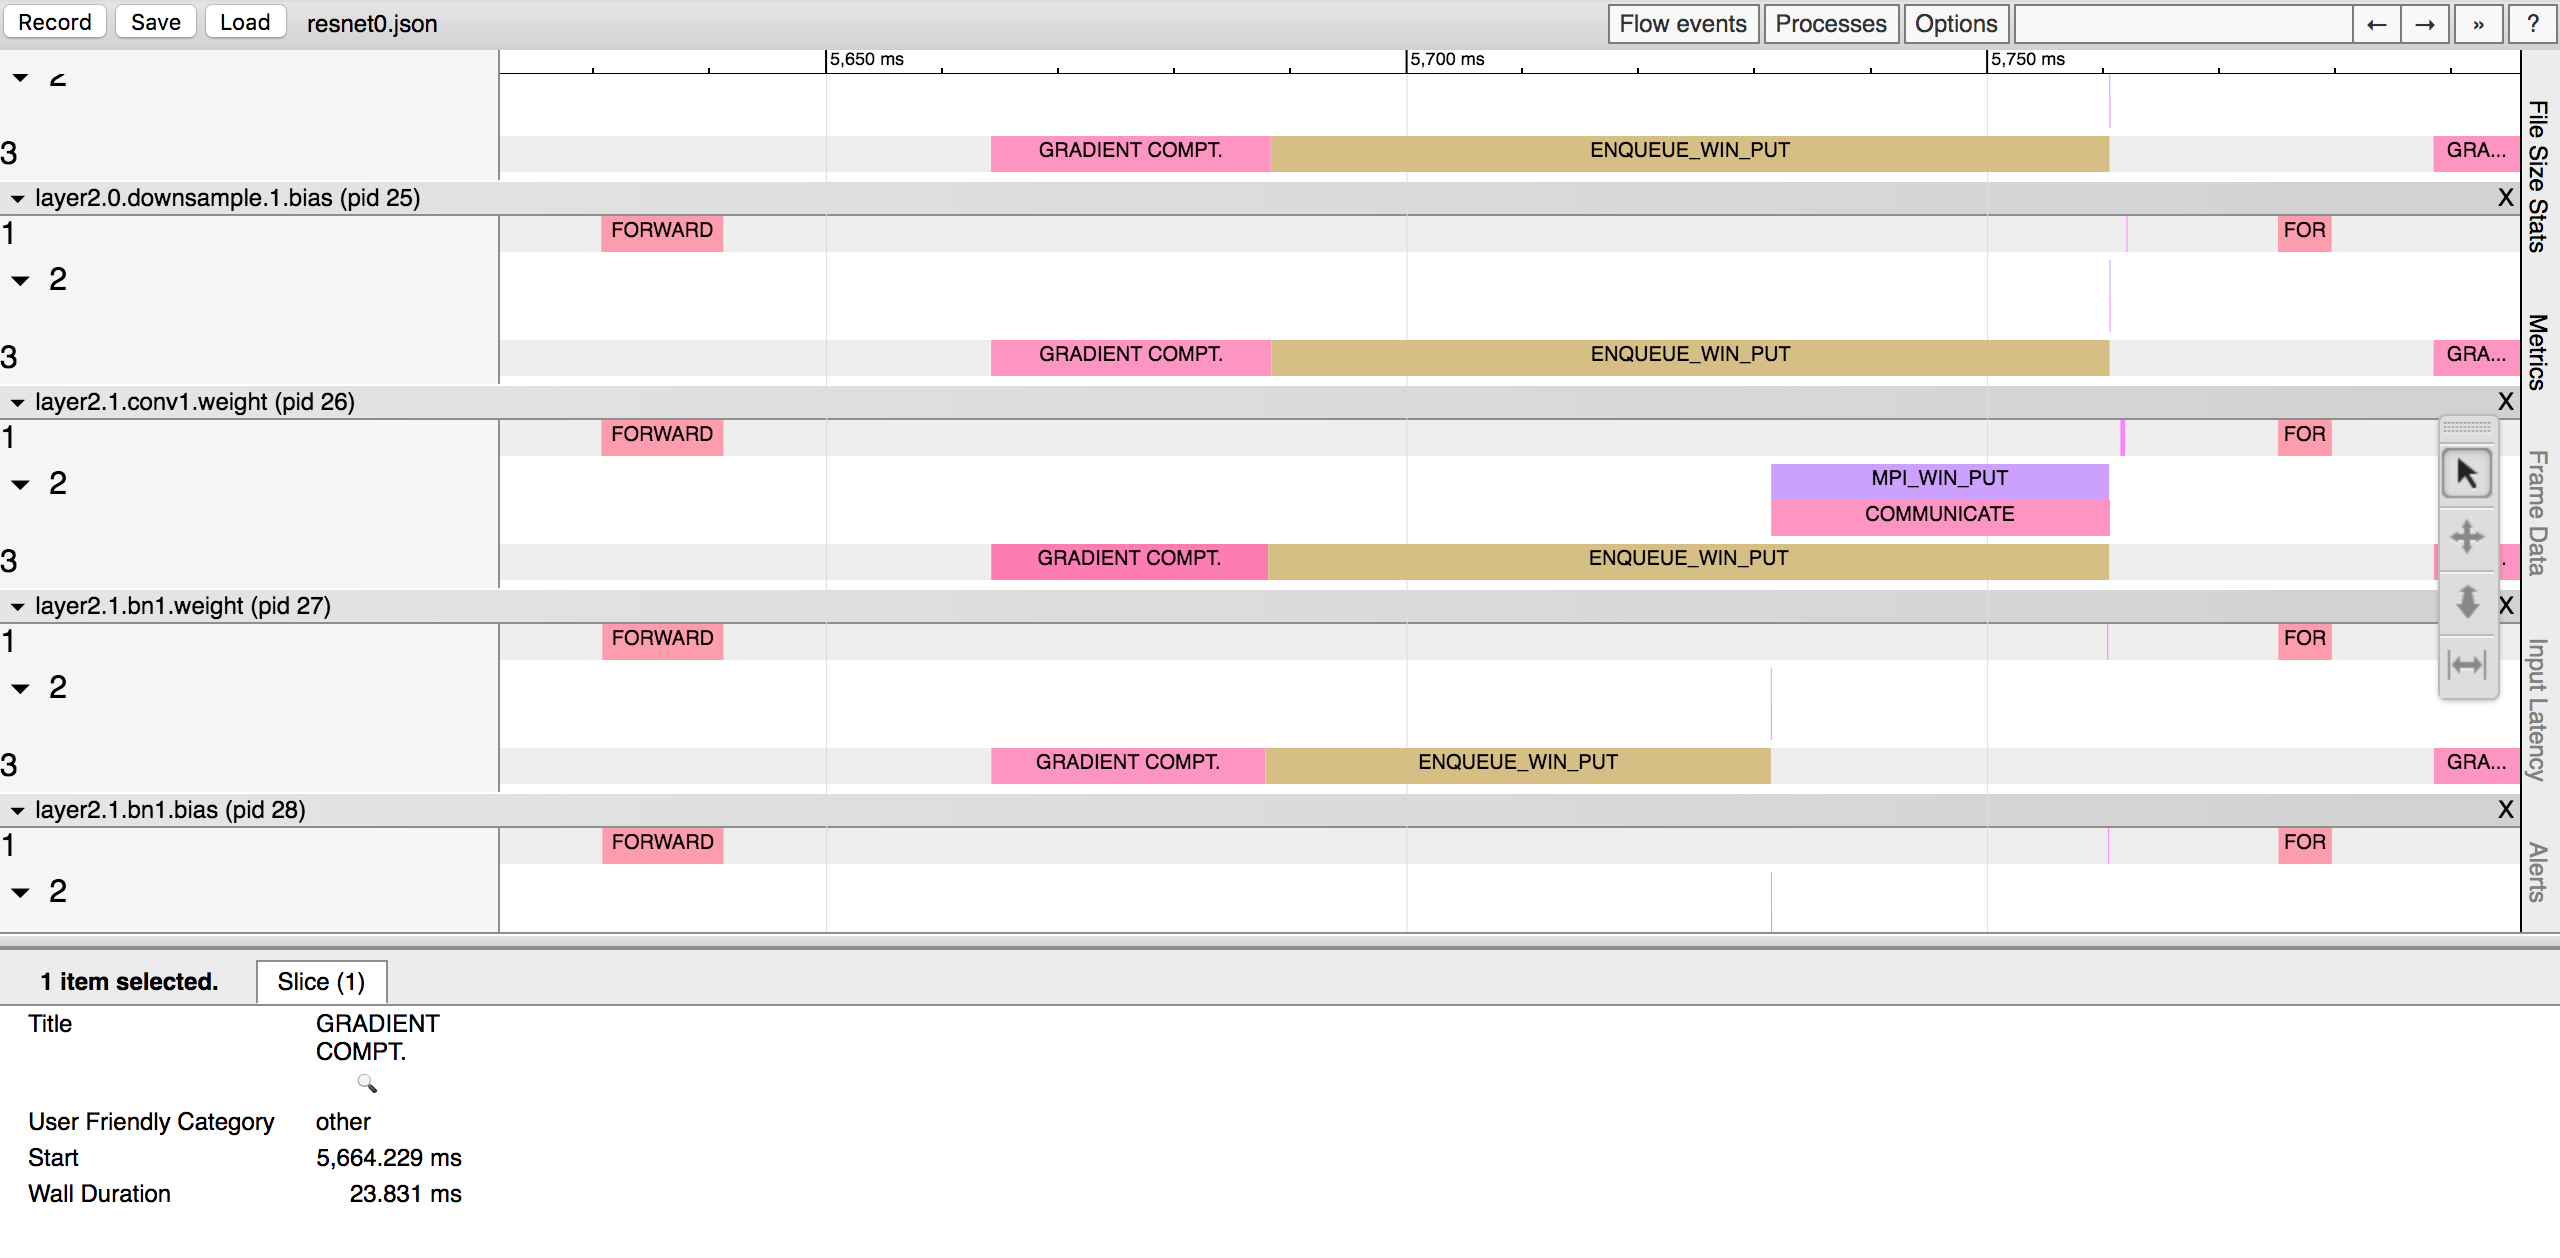 Record Save Load resnet0.json Flow events Processes Options ← → » ?
5,650 ms 5,700 ms 5,750 ms
2
3 GRADIENT COMPT. ENQUEUE_WIN_PUT GRA...
layer2.0.downsample.1.bias (pid 25) X
1 FORWARD FOR
2
3 GRADIENT COMPT. ENQUEUE_WIN_PUT GRA...
layer2.1.conv1.weight (pid 26) X
1 FORWARD FOR
2 MPI_WIN_PUT
COMMUNICATE
3 GRADIENT COMPT. ENQUEUE_WIN_PUT
layer2.1.bn1.weight (pid 27) X
1 FORWARD FOR
2
3 GRADIENT COMPT. ENQUEUE_WIN_PUT GRA...
layer2.1.bn1.bias (pid 28) X
1 FORWARD FOR
2
File Size Stats
Metrics
Frame Data
Input Latency
Alerts
1 item selected. Slice (1)
Title GRADIENT
COMPT.
User Friendly Category other
Start 5,664.229 ms
Wall Duration 23.831 ms